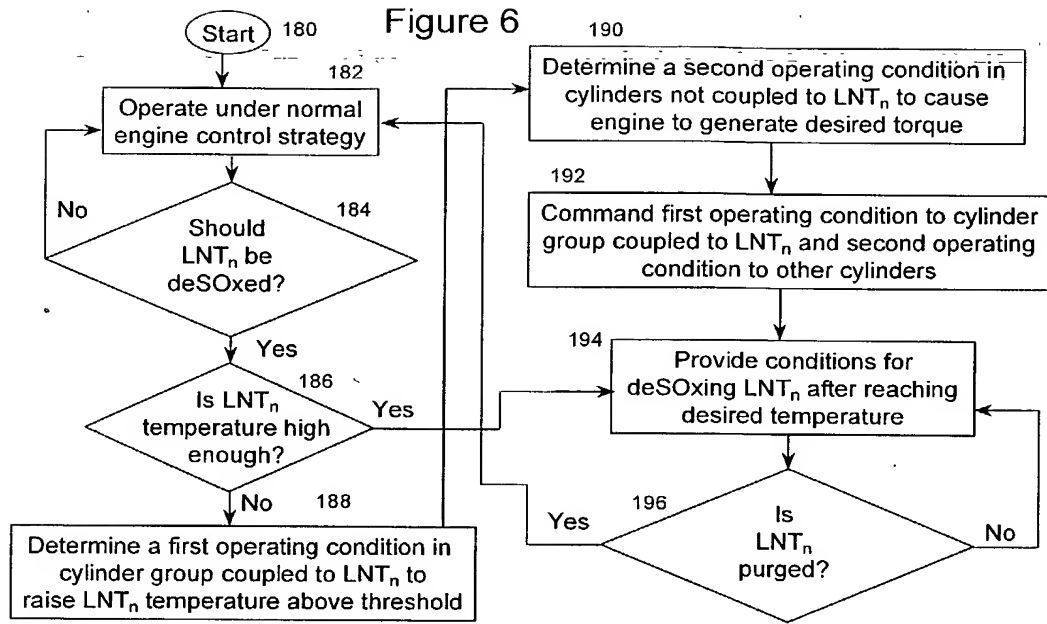 Figure 6
Start 180
182
Operate under normal
engine control strategy
No
184
Should
LNTn be
deSOxed?
Yes
186
Is LNTn
temperature high
enough?
Yes
No
188
Determine a first operating condition in
cylinder group coupled to LNTn to
raise LNTn temperature above threshold
190
Determine a second operating condition in
cylinders not coupled to LNTn to cause
engine to generate desired torque
192
Command first operating condition to cylinder
group coupled to LNTn and second operating
condition to other cylinders
194
Provide conditions for
deSOxing LNTn after reaching
desired temperature
196
Yes
Is
LNTn
purged?
No